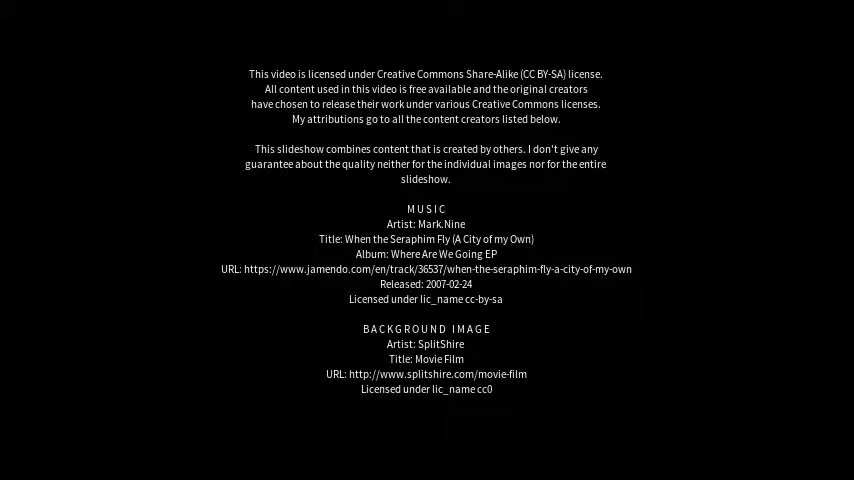 This video is licensed under Creative Commons Share-Alike (CC BY-SA) license.
All content used in this video is free available and the original creators
have chosen to release their work under various Creative Commons licenses.
My attributions go to all the content creators listed below.
This slideshow combines content that is created by others. I don't give any
guarantee about the quality neither for the individual images nor for the entire
slideshow.
MUSIC
Artist: Mark.Nine
Title: When the Seraphim Fly (A City of my Own)
Album: Where Are We Going EP
URL: https://www.jamendo.com/en/track/36537/when-the-seraphim-fly-a-city-of-my-own
Released: 2007-02-24
Licensed under lic_name cc-by-sa
BACKGROUND IMAGE
Artist: SplitShire
Title: Movie Film
URL: http://www.splitshire.com/movie-film
Licensed under lic_name cc0